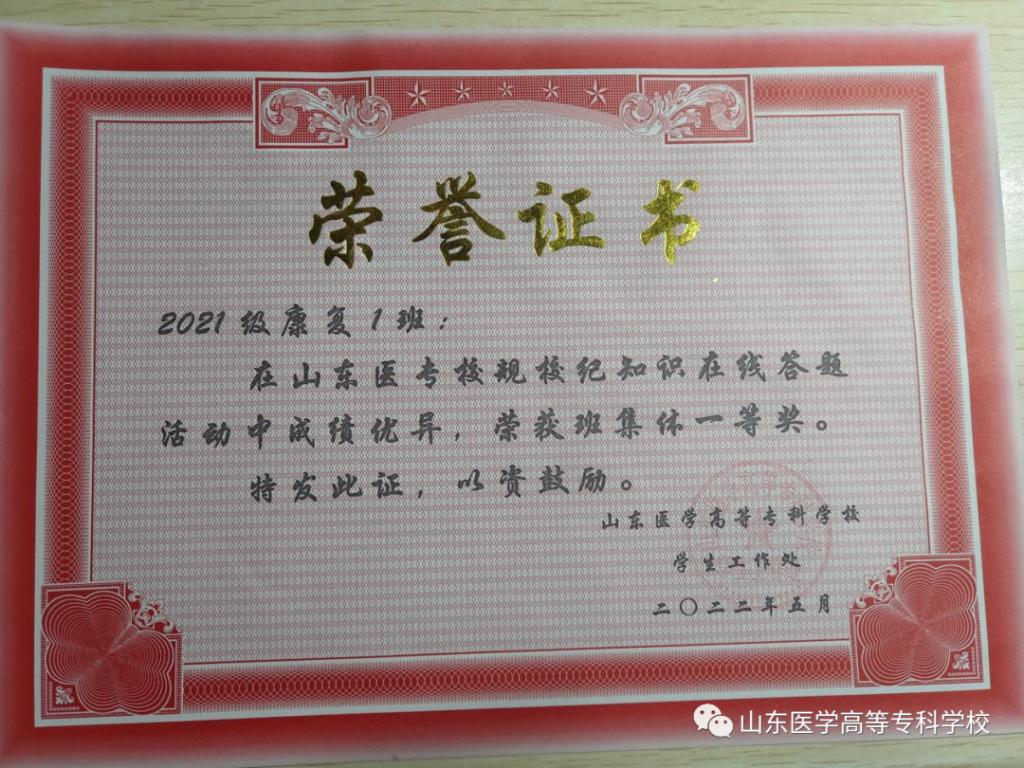 荣誉证书
2021级康复1班：
在山东医专校规校纪知识在线答题
活动中成绩优异，荣获班集体一等奖。
特发此证，以资鼓励。
山东医学高等专科学校
学生工作处
二〇二二年五月
山东医学高等专科学校